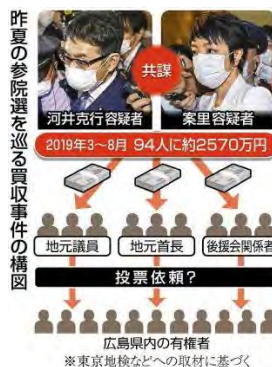 昨夏の参院選を巡る買収事件の構図
共謀
河井克行容疑者
案里容疑者
2019年3〜8月 94人に約2570万円
地元議員
地元首長
後援会関係者
投票依頼?
広島県内の有権者
※東京地検などへの取材に基づく